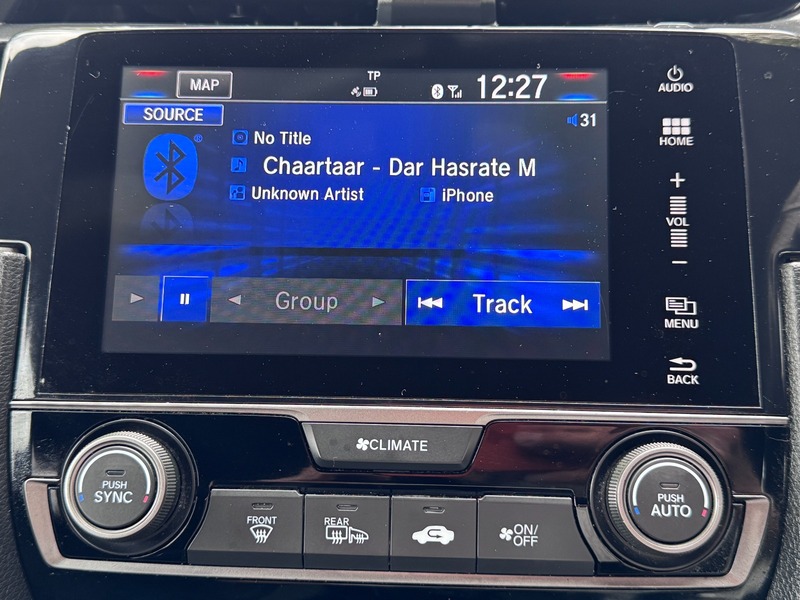 MAP
TP
12:27
SOURCE
31
No Title
Chaartaar - Dar Hasrate M
Unknown Artist
iPhone
Group
Track
AUDIO
HOME
+
VOL
−
MENU
BACK
CLIMATE
PUSH
SYNC
FRONT
REAR
ON/
OFF
PUSH
AUTO